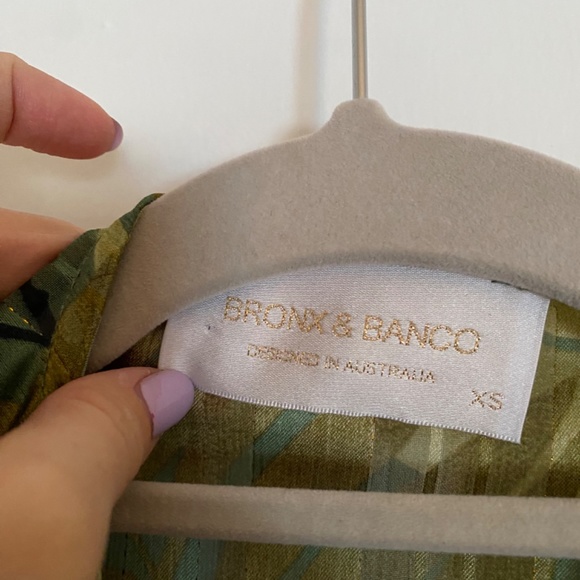 BRONX & BANCO
DESIGNED IN AUSTRALIA
XS